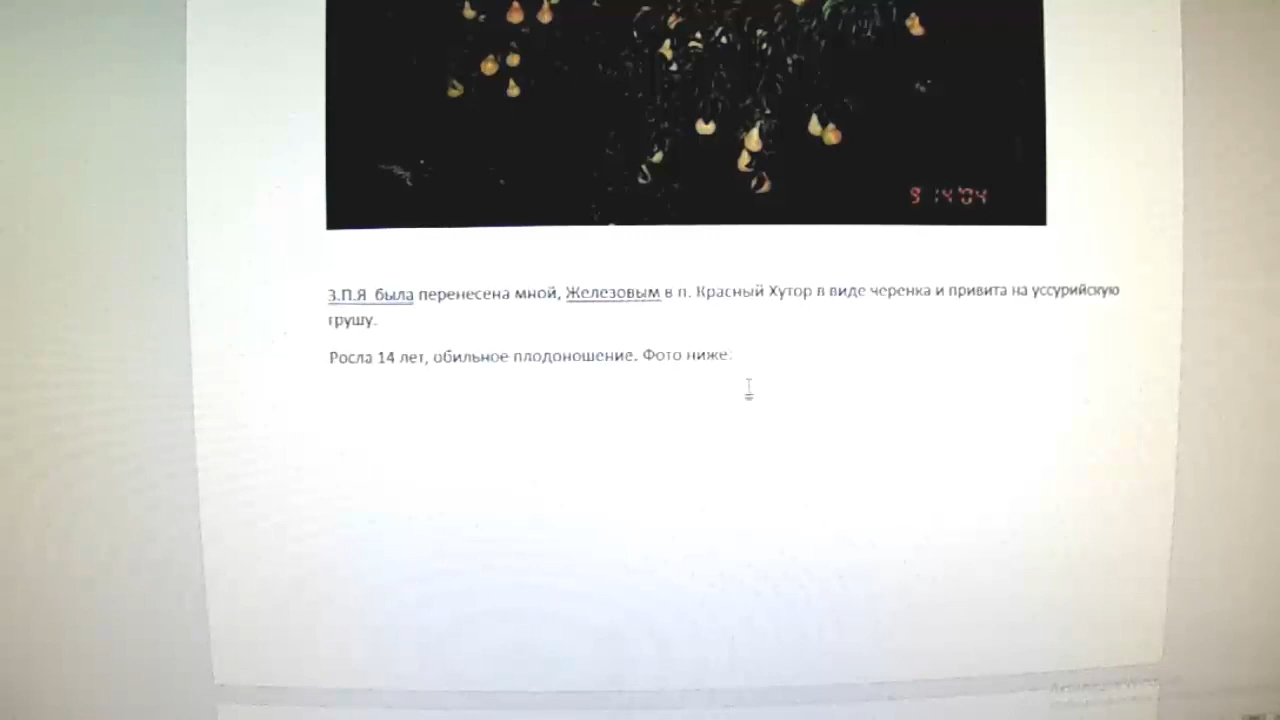 9 14'04
З.П.Я была перенесена мной, Железовым в п. Красный Хутор в виде черенка и привита на уссурийскую
грушу.
Росла 14 лет, обильное плодоношение. Фото ниже: